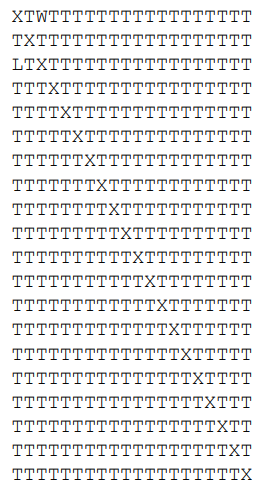 XTWTTTTTTTTTTTTTTTTT
TXTTTTTTTTTTTTTTTTTT
LTXTTTTTTTTTTTTTTTTT
TTTXTTTTTTTTTTTTTTTT
TTTTXTTTTTTTTTTTTTTT
TTTTTXTTTTTTTTTTTTTT
TTTTTTXTTTTTTTTTTTTT
TTTTTTTXTTTTTTTTTTTT
TTTTTTTTXTTTTTTTTTTT
TTTTTTTTTXTTTTTTTTTT
TTTTTTTTTTXTTTTTTTTT
TTTTTTTTTTTXTTTTTTTT
TTTTTTTTTTTTXTTTTTTT
TTTTTTTTTTTTTXTTTTTT
TTTTTTTTTTTTTTXTTTTT
TTTTTTTTTTTTTTTXTTTT
TTTTTTTTTTTTTTTTXTTT
TTTTTTTTTTTTTTTTTXTT
TTTTTTTTTTTTTTTTTTXT
TTTTTTTTTTTTTTTTTTTX